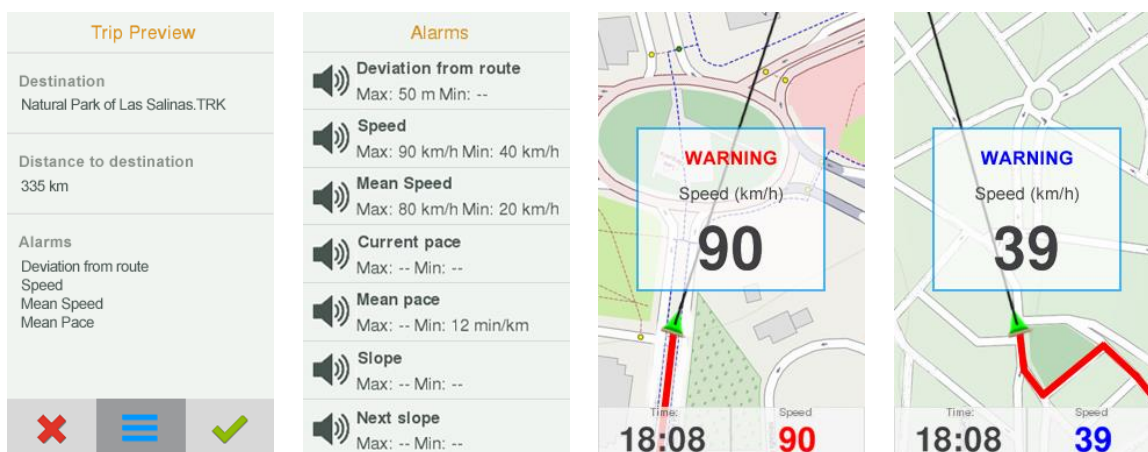 Trip Preview
Destination
Natural Park of Las Salinas.TRK
Distance to destination
335 km
Alarms
Deviation from route
Speed
Mean Speed
Mean Pace
Alarms
Deviation from route
Max: 50 m Min: --
Speed
Max: 90 km/h Min: 40 km/h
Mean Speed
Max: 80 km/h Min: 20 km/h
Current pace
Max: -- Min: --
Mean pace
Max: -- Min: 12 min/km
Slope
Max: -- Min: --
Next slope
Max: -- Min: --
WARNING
Speed (km/h)
90
Time: Speed
18:08 90
WARNING
Speed (km/h)
39
Time: Speed
18:08 39